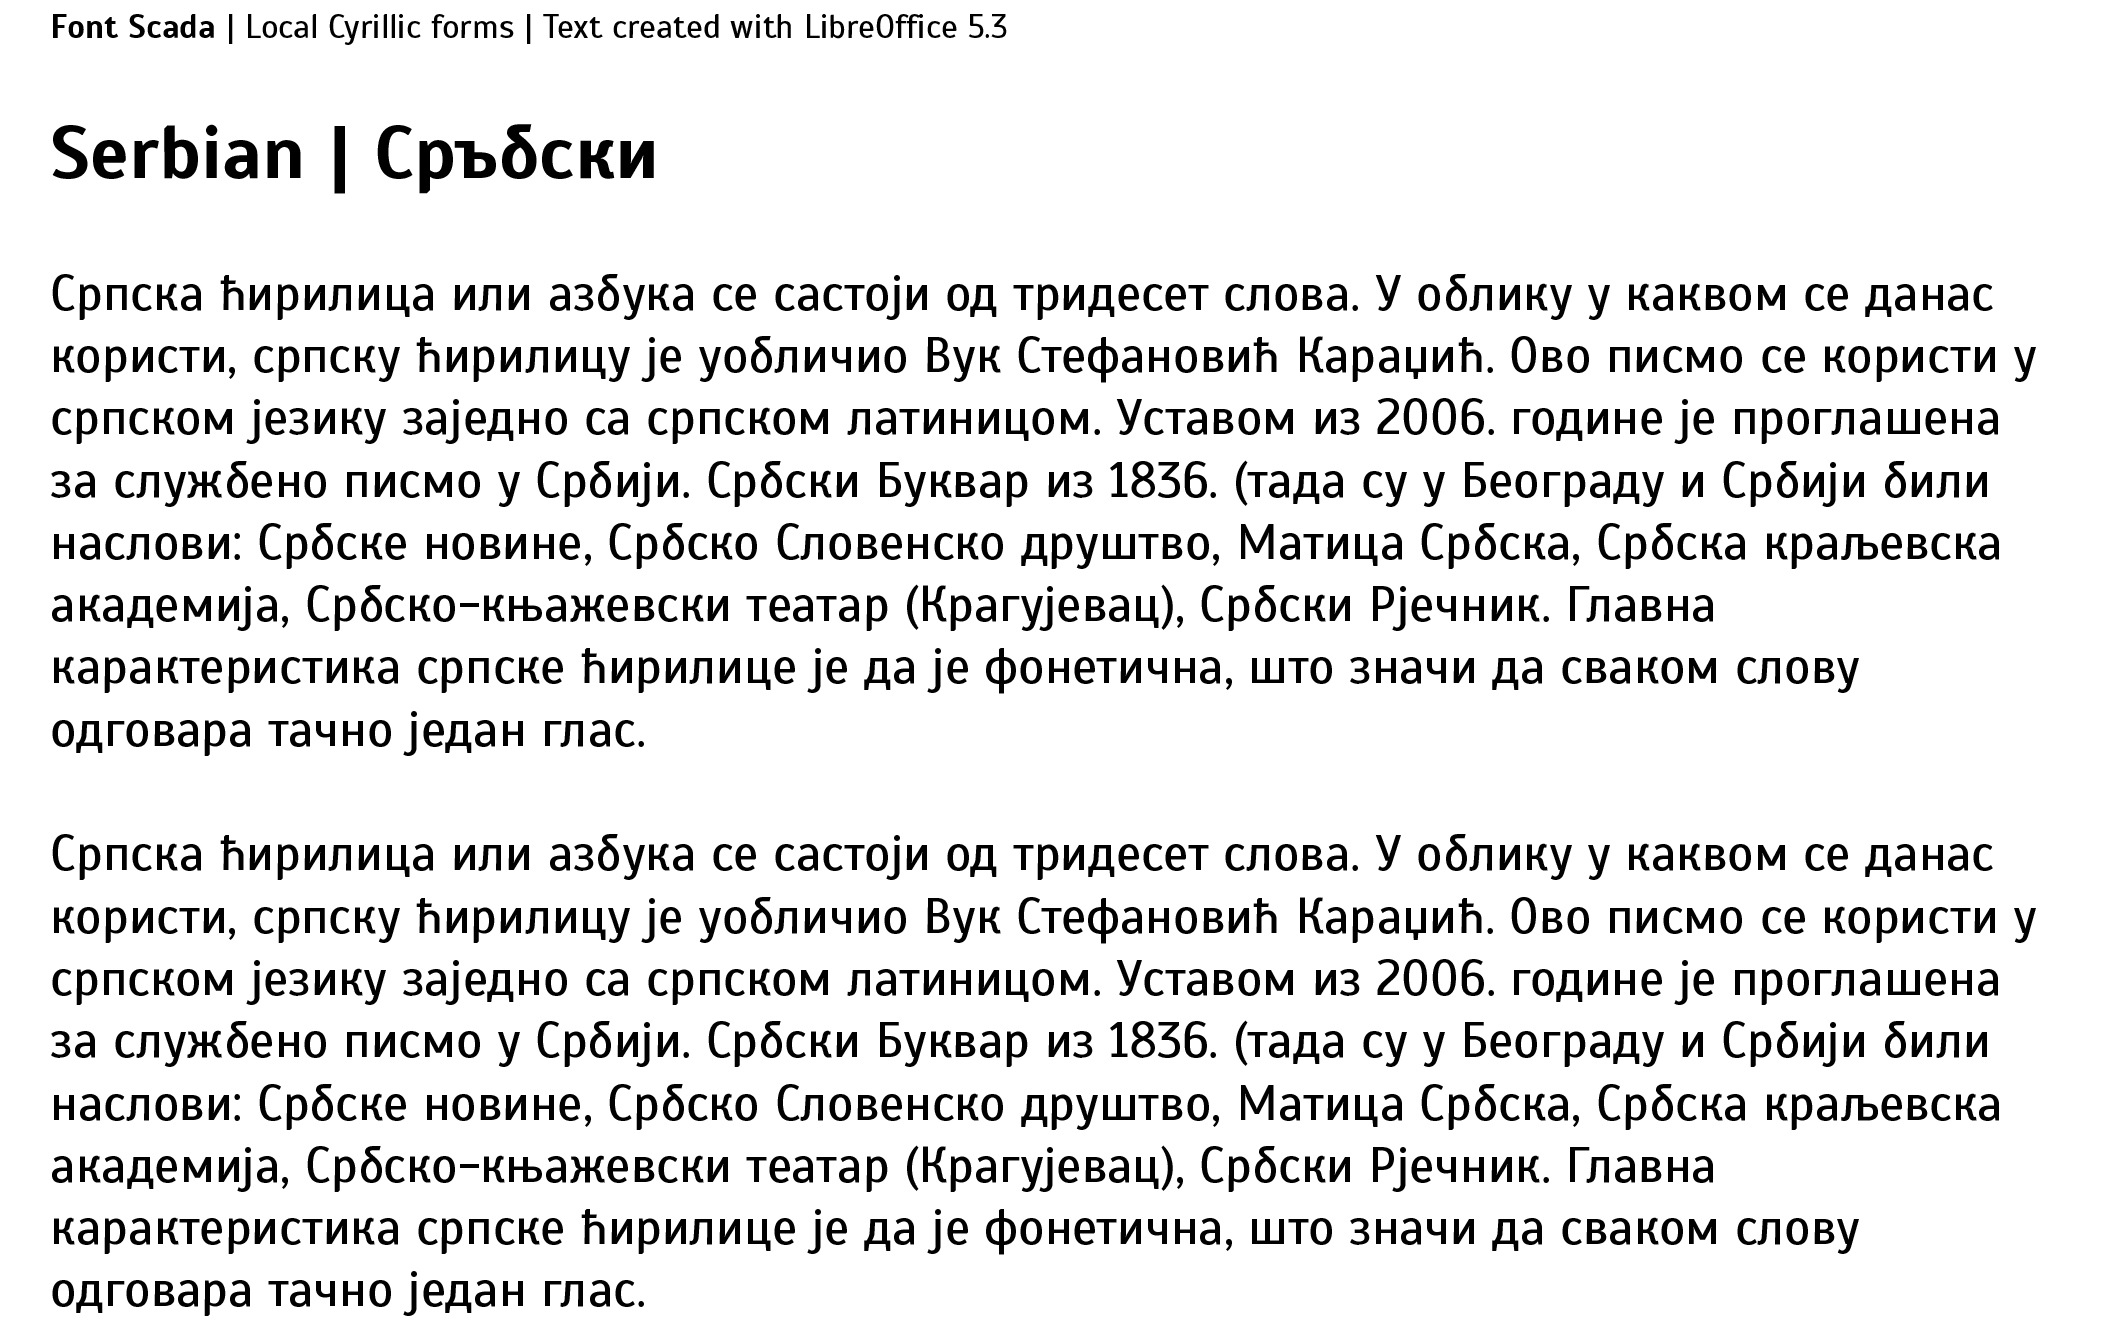 Font Scada | Local Cyrillic forms | Text created with LibreOffice 5.3
Serbian | Сръбски
Српска ћирилица или азбука се састоји од тридесет слова. У облику у каквом се данас
користи, српску ћирилицу је уобличио Вук Стефановић Караџић. Ово писмо се користи у
српском језику заједно са српском латиницом. Уставом из 2006. године је проглашена
за службено писмо у Србији. Србски Буквар из 1836. (тада су у Београду и Србији били
наслови: Србске новине, Србско Словенско друштво, Матица Србска, Србска краљевска
академија, Србско-књажевски театар (Крагујевац), Србски Рјечник. Главна
карактеристика српске ћирилице је да је фонетична, што значи да сваком слову
одговара тачно један глас.
Српска ћирилица или азбука се састоји од тридесет слова. У облику у каквом се данас
користи, српску ћирилицу је уобличио Вук Стефановић Караџић. Ово писмо се користи у
српском језику заједно са српском латиницом. Уставом из 2006. године је проглашена
за службено писмо у Србији. Србски Буквар из 1836. (тада су у Београду и Србији били
наслови: Србске новине, Србско Словенско друштво, Матица Србска, Србска краљевска
академија, Србско-књажевски театар (Крагујевац), Србски Рјечник. Главна
карактеристика српске ћирилице је да је фонетична, што значи да сваком слову
одговара тачно један глас.